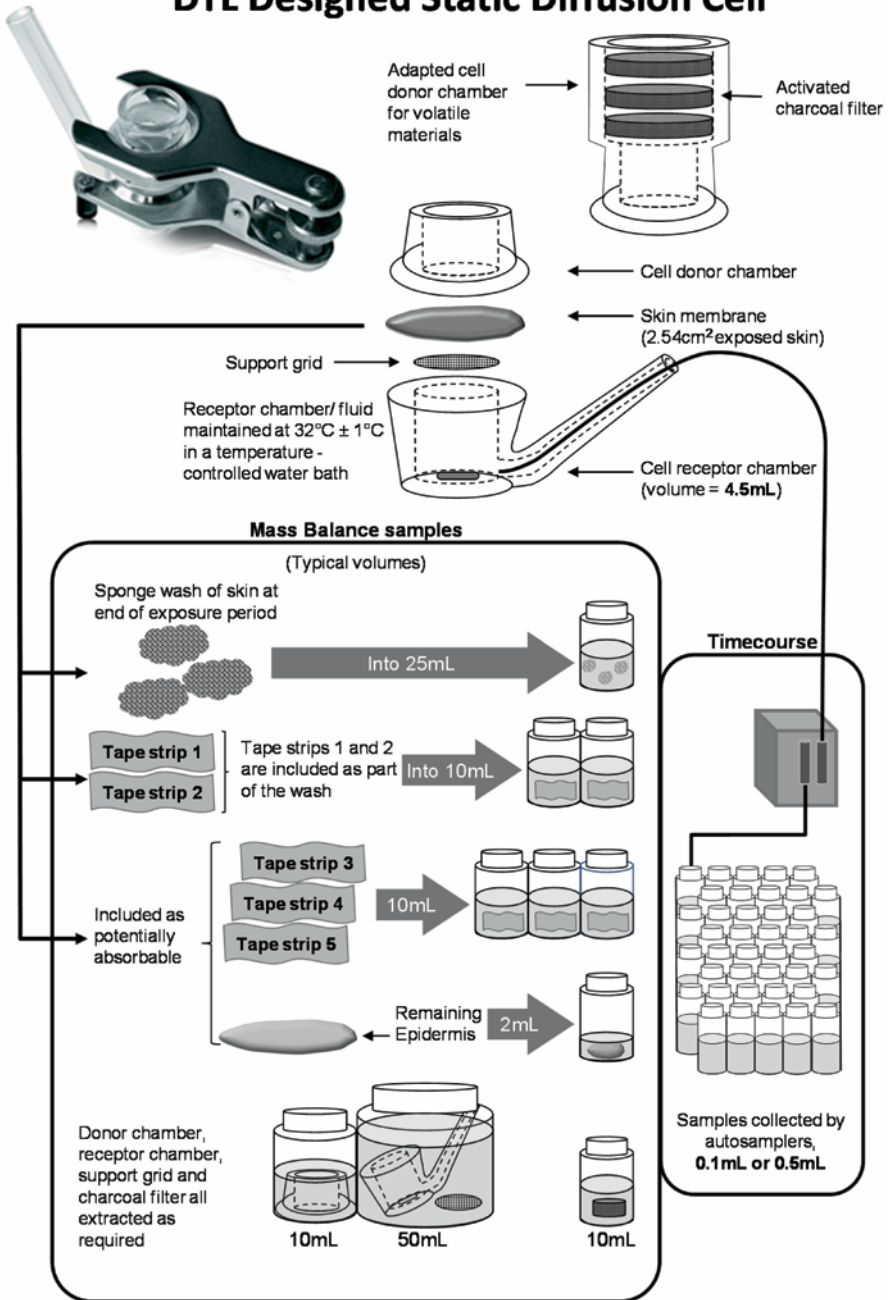 DTL Designed Static Diffusion Cell
Adapted cell
donor chamber
for volatile
materials
Activated
charcoal filter
Cell donor chamber
Skin membrane
(2.54cm² exposed skin)
Support grid
Receptor chamber/ fluid
maintained at 32°C ± 1°C
in a temperature -
controlled water bath
Cell receptor chamber
(volume = 4.5mL)
Mass Balance samples
(Typical volumes)
Sponge wash of skin at
end of exposure period
Into 25mL
Tape strip 1
Tape strip 2
Tape strips 1 and 2
are included as part
of the wash
Into 10mL
Tape strip 3
Tape strip 4
Tape strip 5
Included as
potentially
absorbable
10mL
Remaining
Epidermis
2mL
Donor chamber,
receptor chamber,
support grid and
charcoal filter all
extracted as
required
10mL
50mL
10mL
Timecourse
Samples collected by
autosamplers,
0.1mL or 0.5mL